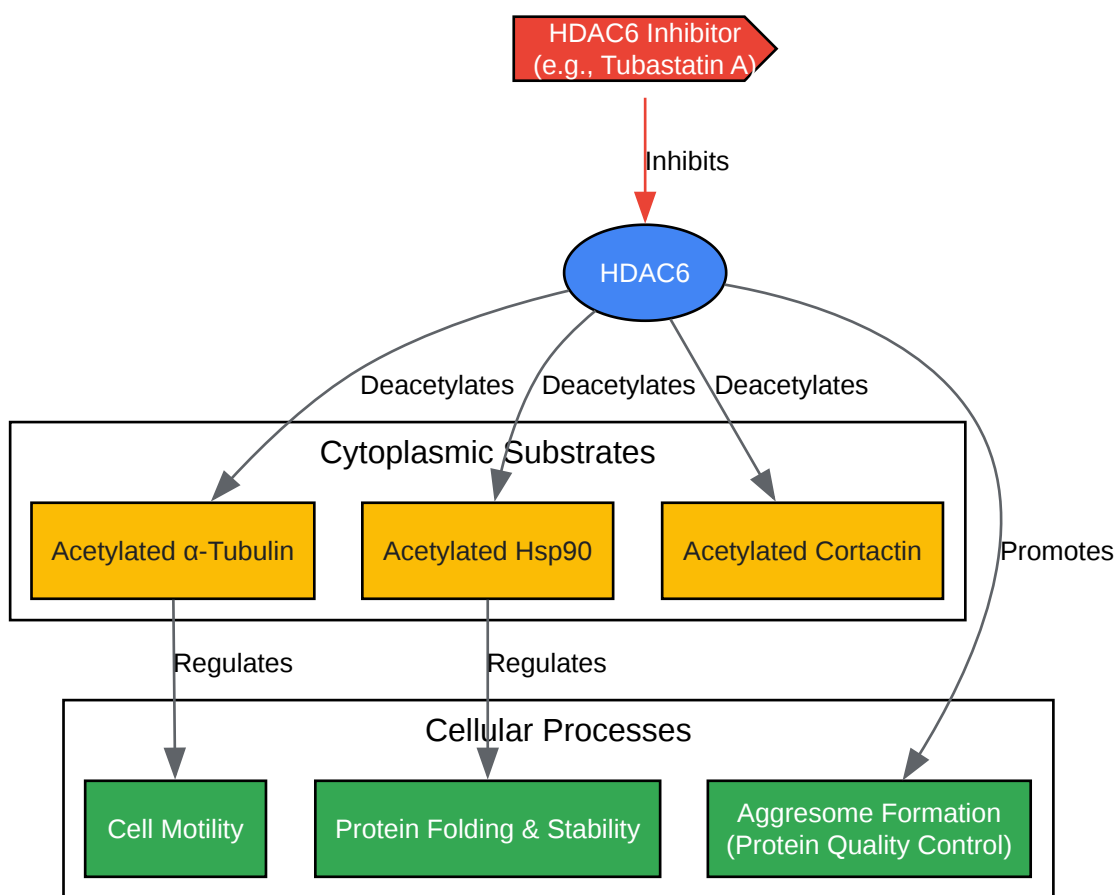 HDAC6 Inhibitor
(e.g., Tubastatin A)
Inhibits
HDAC6
Deacetylates
Deacetylates
Deacetylates
Cytoplasmic Substrates
Acetylated α-Tubulin
Acetylated Hsp90
Acetylated Cortactin
Promotes
Regulates
Regulates
Cellular Processes
Cell Motility
Protein Folding & Stability
Aggresome Formation
(Protein Quality Control)